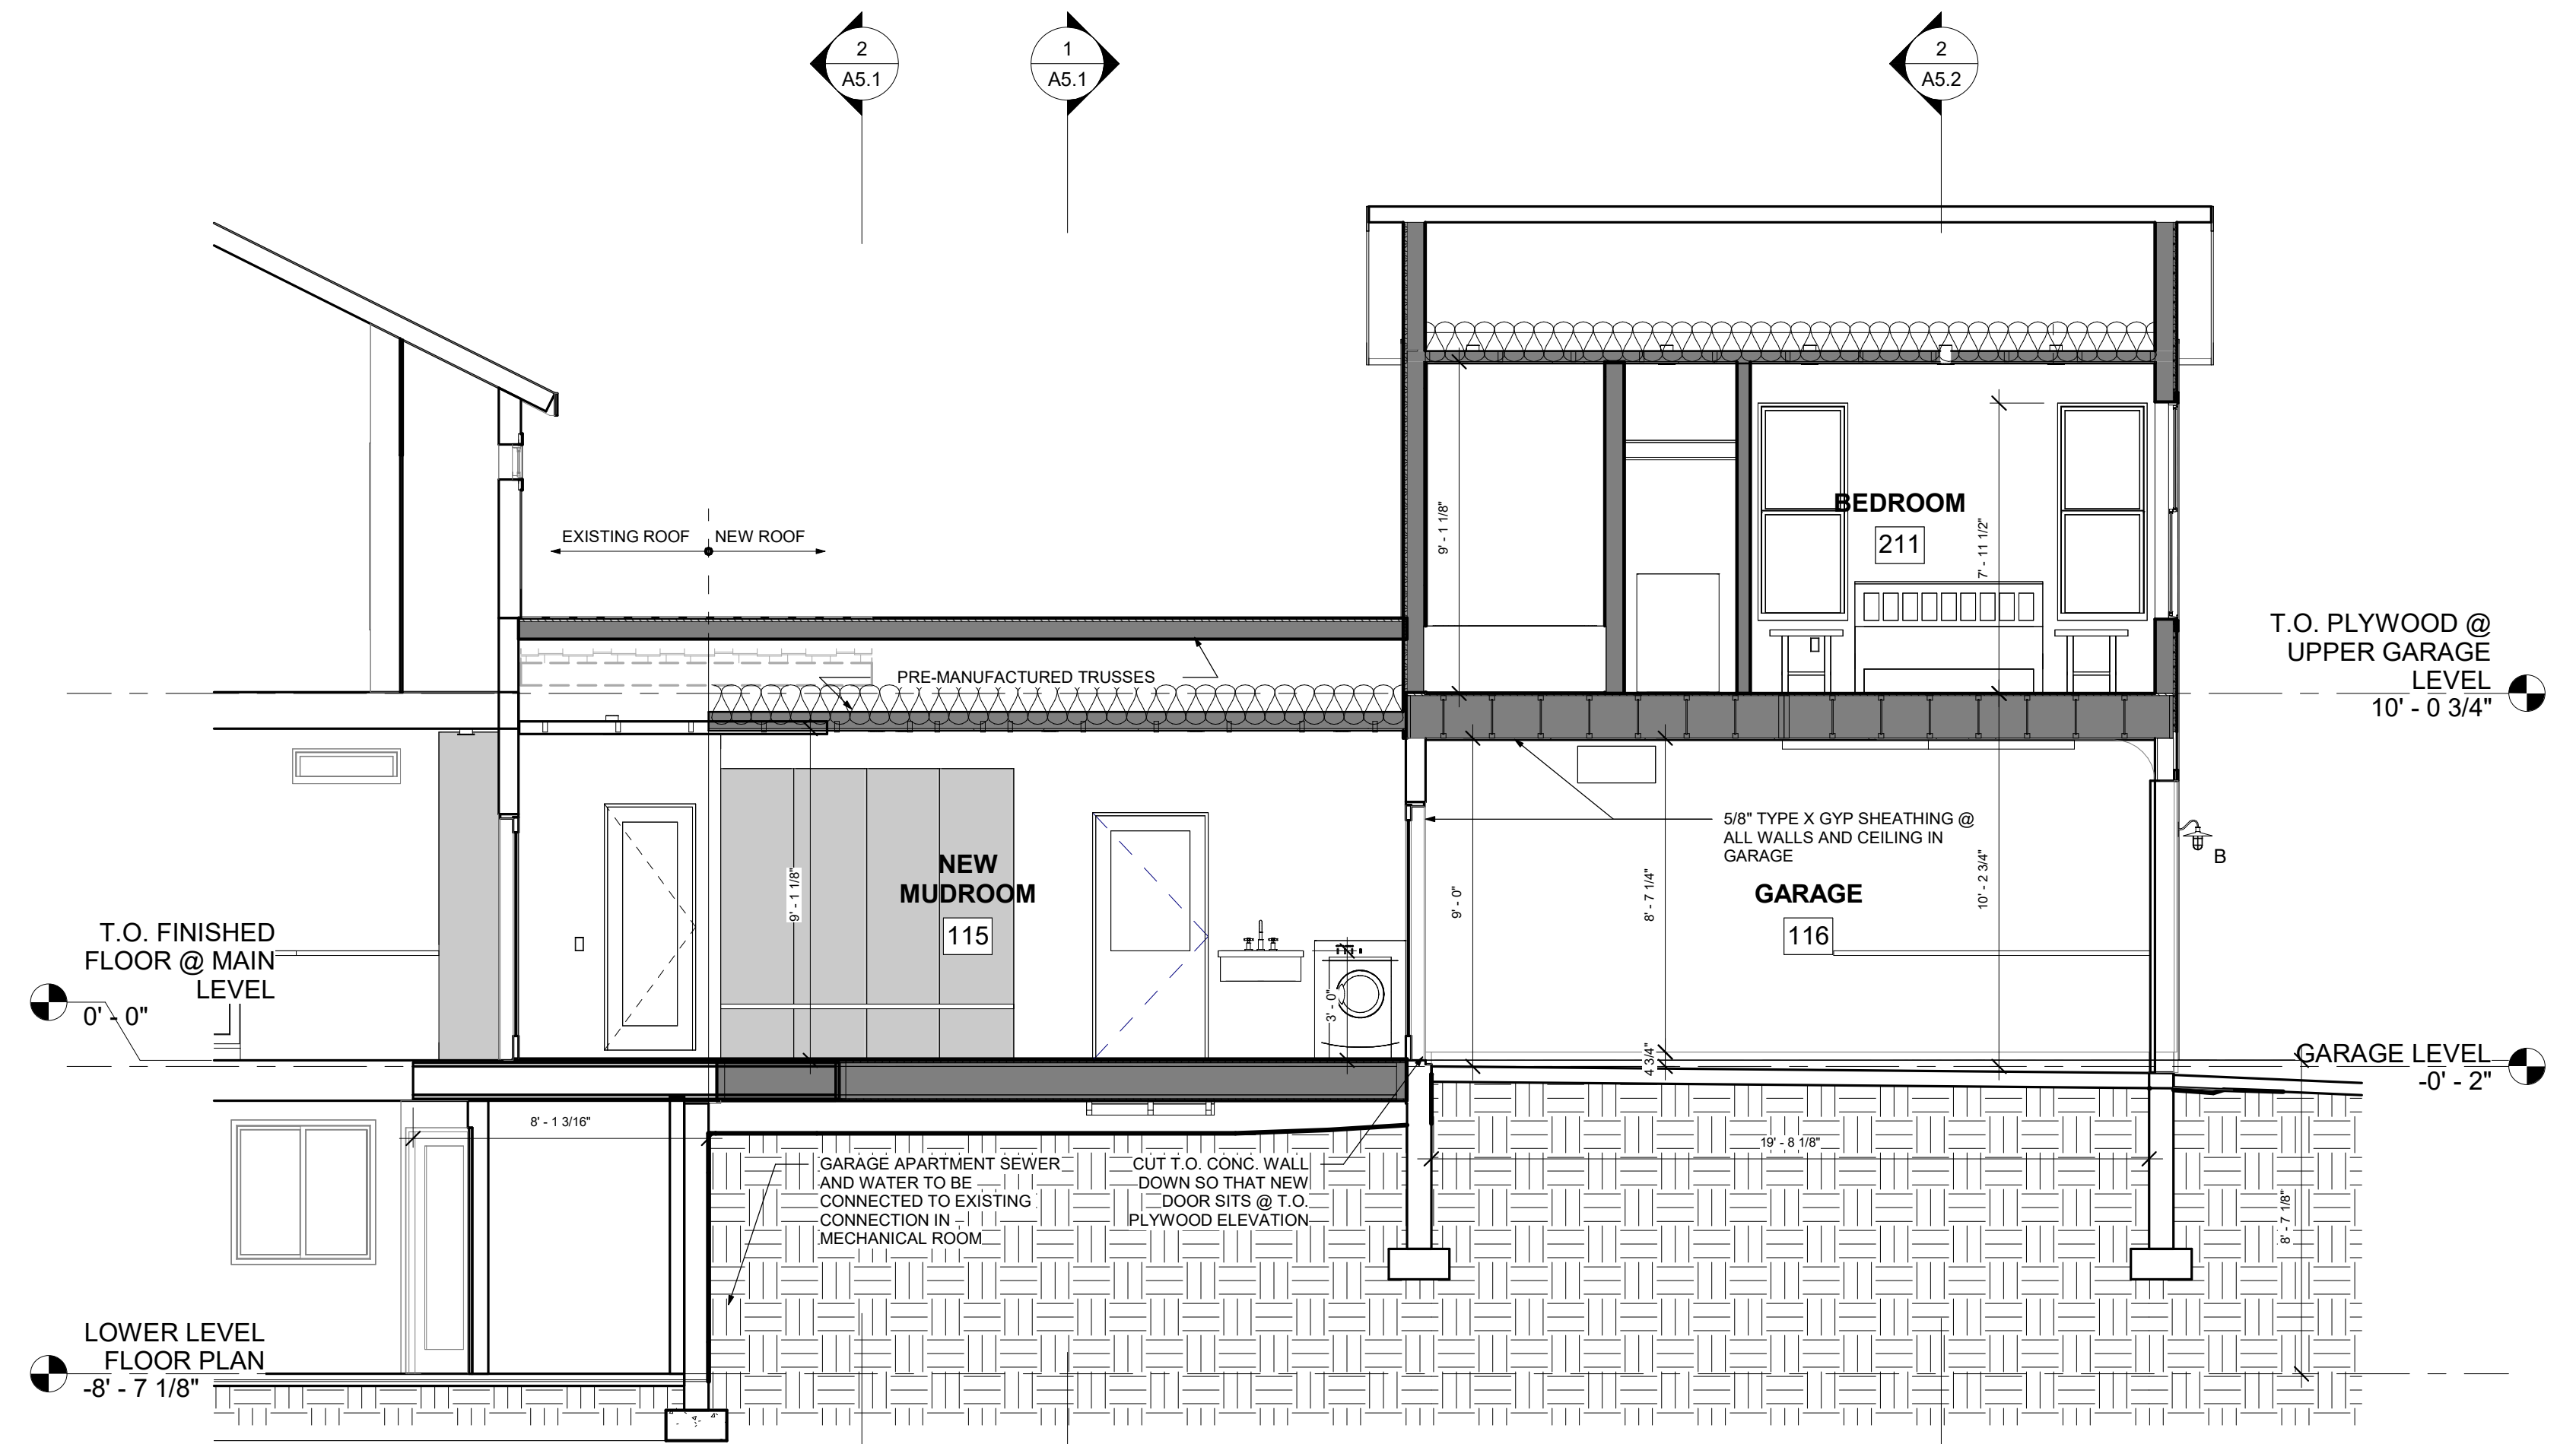 2
A5.1
1
A5.1
2
A5.2
EXISTING ROOF
NEW ROOF
9' - 1 1/8"
BEDROOM
211
7' - 11 1/2"
T.O. PLYWOOD @
UPPER GARAGE
LEVEL
10' - 0 3/4"
PRE-MANUFACTURED TRUSSES
5/8" TYPE X GYP SHEATHING @
ALL WALLS AND CEILING IN
GARAGE
B
NEW
MUDROOM
115
9' - 1 1/8"
GARAGE
116
9' - 0"
8' - 7 1/4"
10' - 2 3/4"
T.O. FINISHED
FLOOR @ MAIN
LEVEL
0' - 0"
3' - 0"
4 3/4"
GARAGE LEVEL
-0' - 2"
8' - 1 3/16"
19' - 8 1/8"
GARAGE APARTMENT SEWER
AND WATER TO BE
CONNECTED TO EXISTING
CONNECTION IN
MECHANICAL ROOM
CUT T.O. CONC. WALL
DOWN SO THAT NEW
DOOR SITS @ T.O.
PLYWOOD ELEVATION
8' - 7 1/8"
LOWER LEVEL
FLOOR PLAN
-8' - 7 1/8"